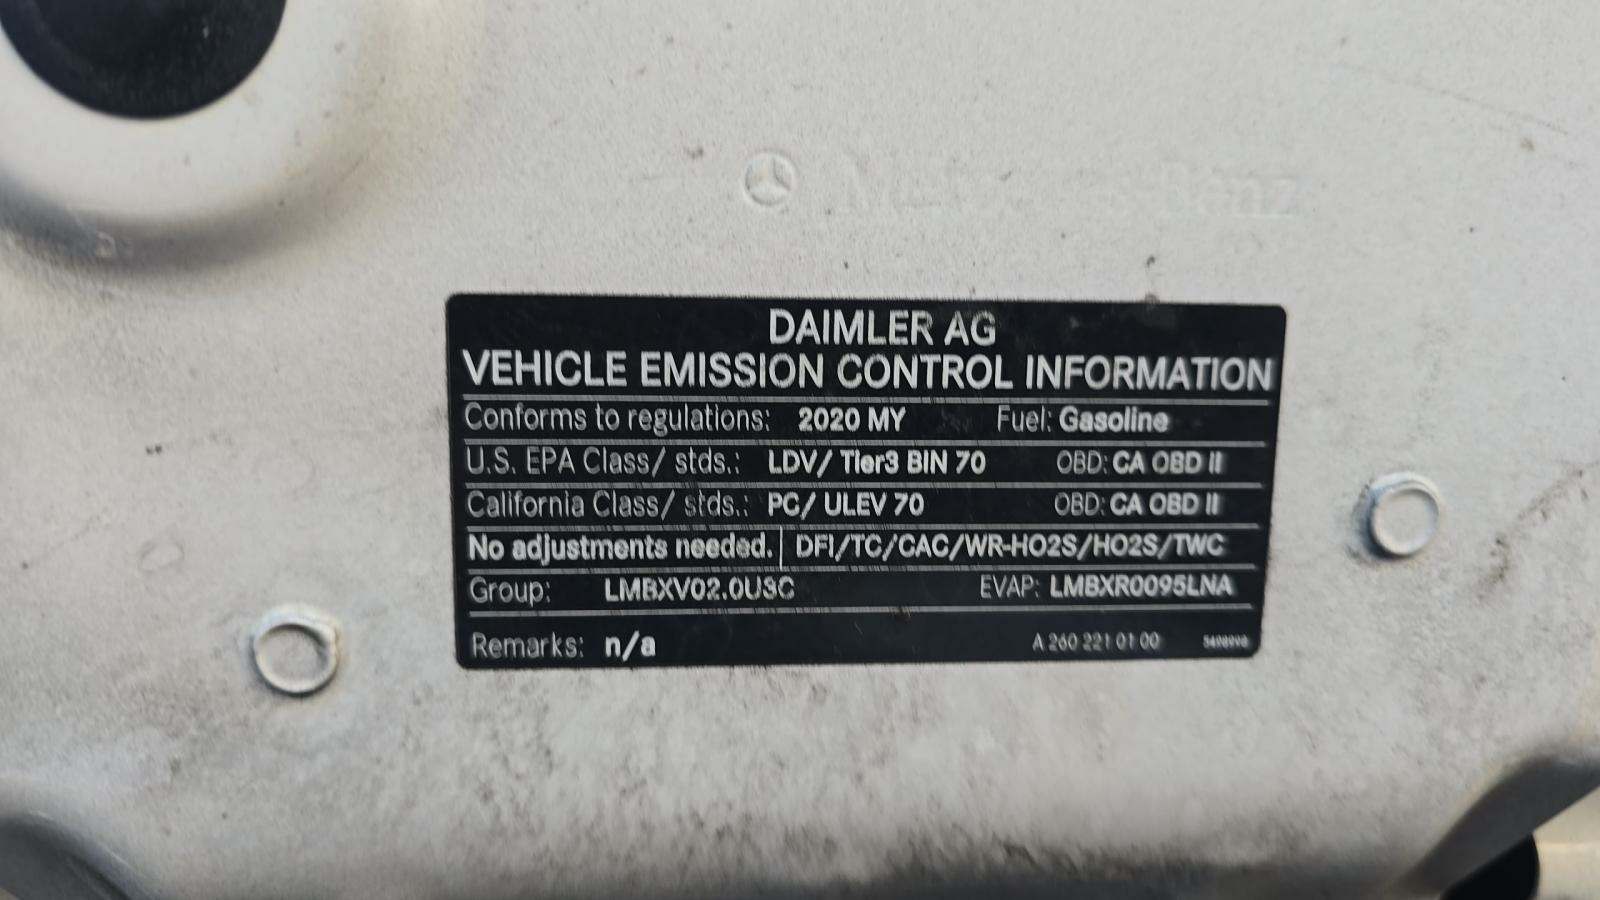 Mercedes-Benz
DAIMLER AG
VEHICLE EMISSION CONTROL INFORMATION
Conforms to regulations: 2020 MY Fuel: Gasoline
U.S. EPA Class/ stds.: LDV/ Tier3 BIN 70 OBD: CA OBD II
California Class/ stds.: PC/ ULEV 70 OBD: CA OBD II
No adjustments needed. DFI/TC/CAC/WR-HO2S/HO2S/TWC
Group: LMBXV02.0U3C EVAP: LMBXR0095LNA
Remarks: n/a A 260 221 01 00